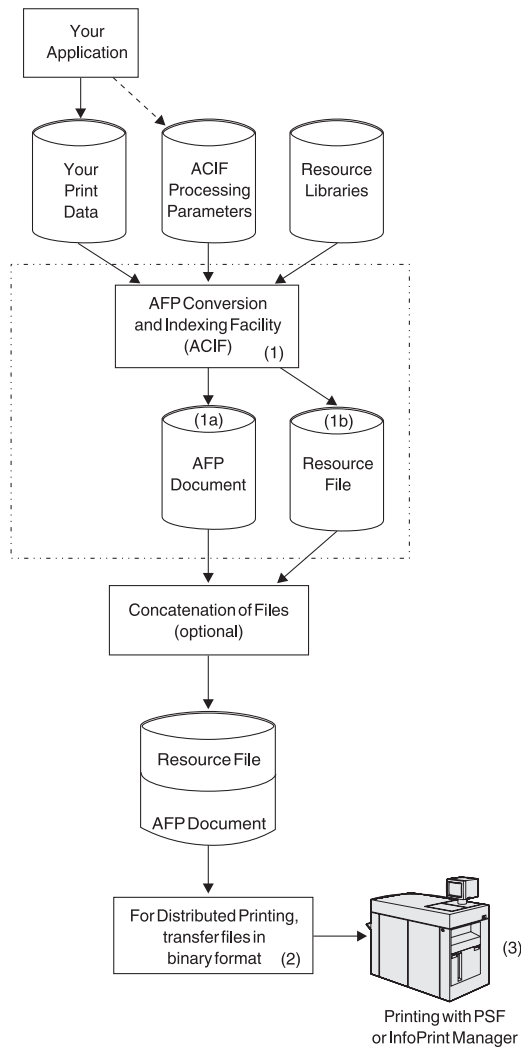 Your
Application
Your
Print
Data
ACIF
Processing
Parameters
Resource
Libraries
AFP Conversion
and Indexing Facility
(ACIF)
(1)
(1a)
AFP
Document
(1b)
Resource
File
Concatenation of Files
(optional)
Resource File
AFP Document
For Distributed Printing,
transfer files in
binary format
(2)
(3)
Printing with PSF
or InfoPrint Manager